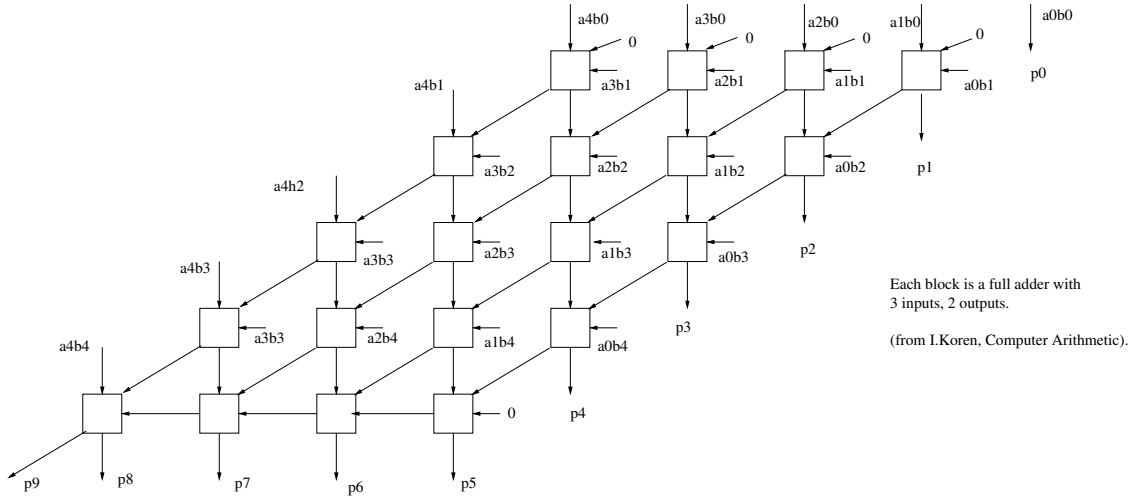 a4b0 a3b0 a2b0 a1b0 a0b0
0 0 0 0
a4b1 a3b1 a2b1 a1b1 a0b1 p0
a3b2 a2b2 a1b2 a0b2 p1
a4h2
a3b3 a2b3 a1b3 a0b3 p2
a4b3
Each block is a full adder with
3 inputs, 2 outputs.
(from I.Koren, Computer Arithmetic).
a3b3 a2b4 a1b4 a0b4 p3
a4b4
0 p4
p9 p8 p7 p6 p5